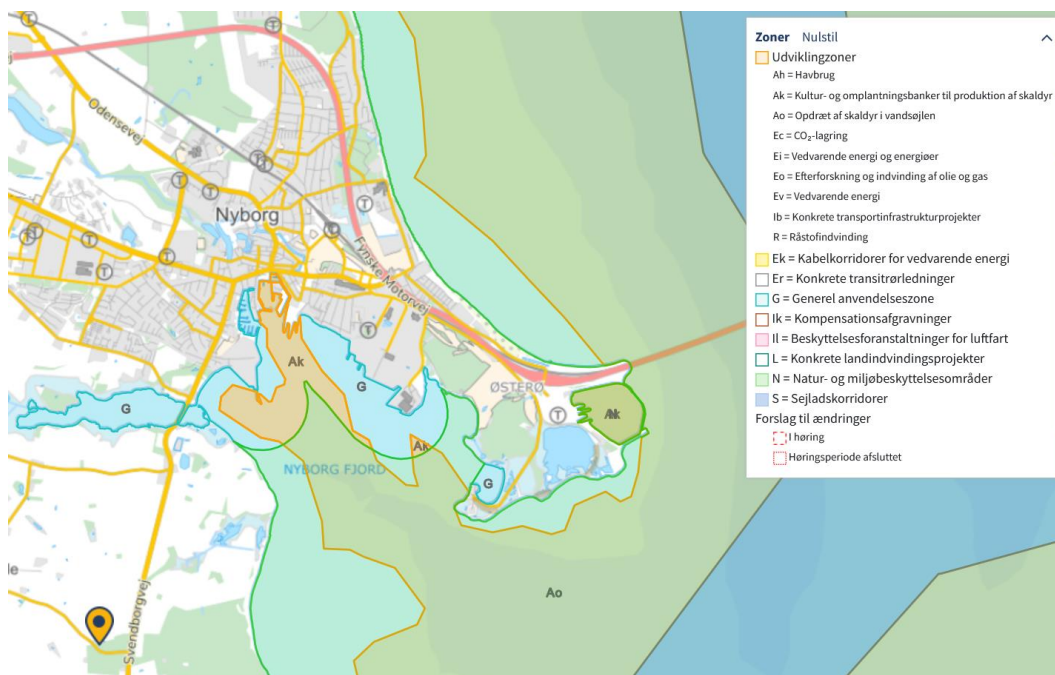 Zoner Nulstil
Udviklingzoner
Ah = Havbrug
Ak = Kultur- og omplantningsbanker til produktion af skaldyr
Ao = Opdræt af skaldyr i vandsøjlen
Ec = CO₂-lagring
Ei = Vedvarende energi og energiøer
Eo = Efterforskning og indvinding af olie og gas
Ev = Vedvarende energi
Ib = Konkrete transportinfrastrukturprojekter
R = Råstofindvinding
Ek = Kabelkorridorer for vedvarende energi
Er = Konkrete transitrørledninger
G = Generel anvendelseszone
Ik = Kompensationsafgravninger
Il = Beskyttelsesforanstaltninger for luftfart
L = Konkrete landindvindingsprojekter
N = Natur- og miljøbeskyttelsesområder
S = Sejladskorridorer
Forslag til ændringer
I høring
Høringsperiode afsluttet
T
T
Odensevej
T
T
T
T
T
Nyborg
T
T
T
T
T
Fynske Motorvej
T
Ak
G
ØSTERØ
G
T
Ak
NYBORG FJORD
G
Ao
Svendborgvej